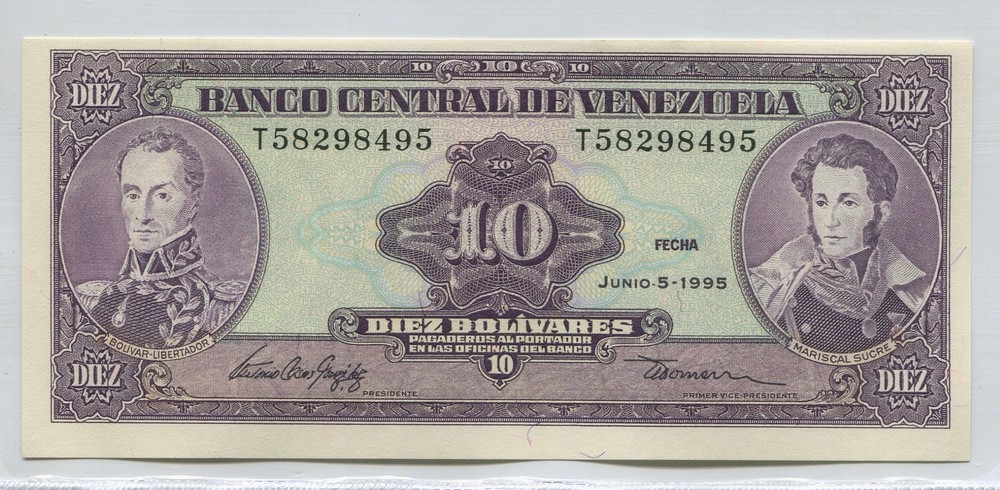 10 10 10
DIEZ DIEZ
BANCO CENTRAL DE VENEZUELA
T58298495 T58298495
10
10
FECHA
JUNIO·5-1995
DIEZ BOLÍVARES
PAGADEROS AL PORTADOR
EN LAS OFICINAS DEL BANCO
BOLIVAR-LIBERTADOR
MARISCAL SUCRE
DIEZ 10 DIEZ
PRESIDENTE
PRIMER VICE-PRESIDENTE